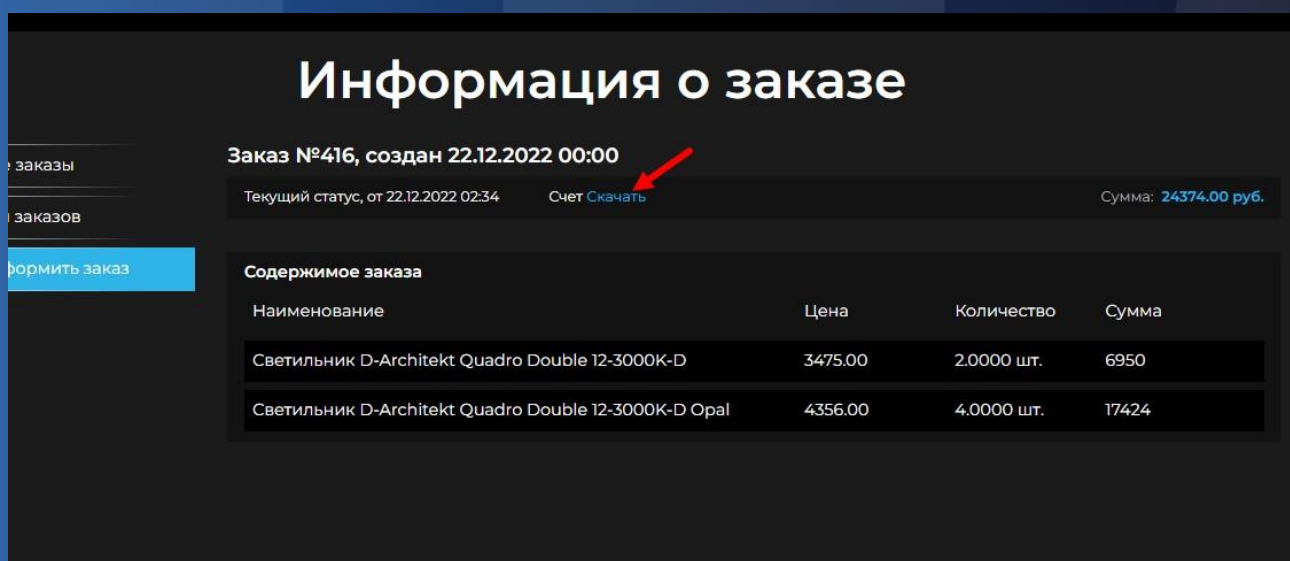 Информация о заказе
Заказ №416, создан 22.12.2022 00:00
заказы
Текущий статус, от 22.12.2022 02:34 Счет Скачать Сумма: 24374.00 руб.
заказов
формить заказ
Содержимое заказа
Наименование Цена Количество Сумма
Светильник D-Architekt Quadro Double 12-3000K-D 3475.00 2.0000 шт. 6950
Светильник D-Architekt Quadro Double 12-3000K-D Opal 4356.00 4.0000 шт. 17424